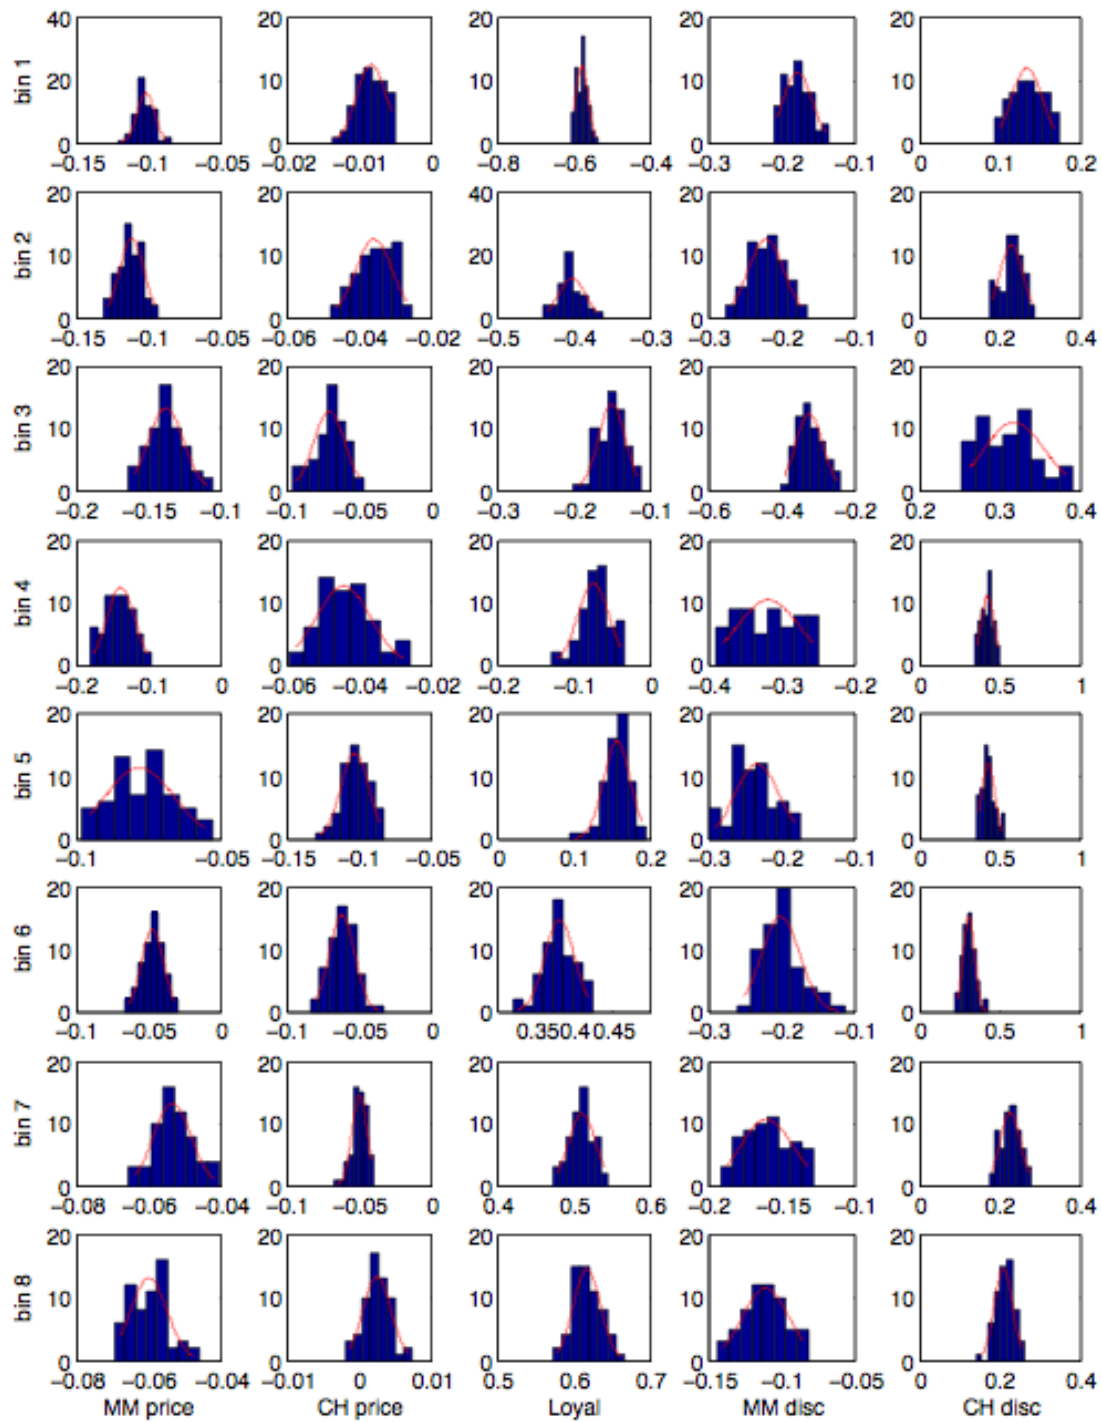 40 20 20 20 20
bin 1 20 10 10 10 10
0 0 0 0 0
−0.15 −0.1 −0.05 −0.02 −0.01 0 −0.8 −0.6 −0.4 −0.3 −0.2 −0.1 0 0.1 0.2
20 20 40 20 20
bin 2 10 10 20 10 10
0 0 0 0 0
−0.15 −0.1 −0.05 −0.06 −0.04 −0.02 −0.5 −0.4 −0.3 −0.3 −0.2 −0.1 0 0.2 0.4
20 20 20 20 20
bin 3 10 10 10 10 10
0 0 0 0 0
−0.2 −0.15 −0.1 −0.1 −0.05 0 −0.3 −0.2 −0.1 −0.6 −0.4 −0.2 0.2 0.3 0.4
20 20 20 20 20
bin 4 10 10 10 10 10
0 0 0 0 0
−0.2 −0.1 0 −0.06 −0.04 −0.02 −0.2 −0.1 0 −0.4 −0.3 −0.2 0 0.5 1
20 20 20 20 20
bin 5 10 10 10 10 10
0 0 0 0 0
−0.1 −0.05 −0.15 −0.1 −0.05 0 0.1 0.2 −0.3 −0.2 −0.1 0 0.5 1
20 20 20 20 20
bin 6 10 10 10 10 10
0 0 0 0 0
−0.1 −0.05 0 −0.1 −0.05 0 0.35 0.4 0.45 −0.3 −0.2 −0.1 0 0.5 1
20 20 20 20 20
bin 7 10 10 10 10 10
0 0 0 0 0
−0.08 −0.06 −0.04 −0.1 −0.05 0 0.4 0.5 0.6 −0.2 −0.15 −0.1 0 0.2 0.4
20 20 20 20 20
bin 8 10 10 10 10 10
0 0 0 0 0
−0.08 −0.06 −0.04 −0.01 0 0.01 0.5 0.6 0.7 −0.15 −0.1 −0.05 0 0.2 0.4
MM price CH price Loyal MM disc CH disc